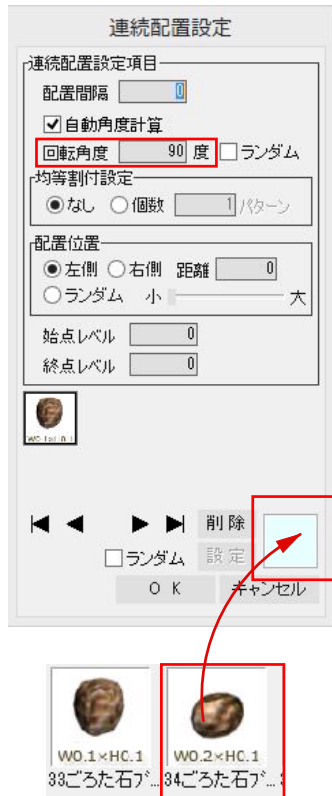 連続配置設定
連続配置設定項目
配置間隔 0
自動角度計算
回転角度 90 度 ランダム
均等割付設定
なし 個数 1 パターン
配置位置
左側 右側 距離 0
ランダム 小 大
始点レベル 0
終点レベル 0
削除
ランダム 設定
OK キャンセル
W0.1×H0.1 W0.2×H0.1
33ごろた石ブ... 34ごろた石ブ...